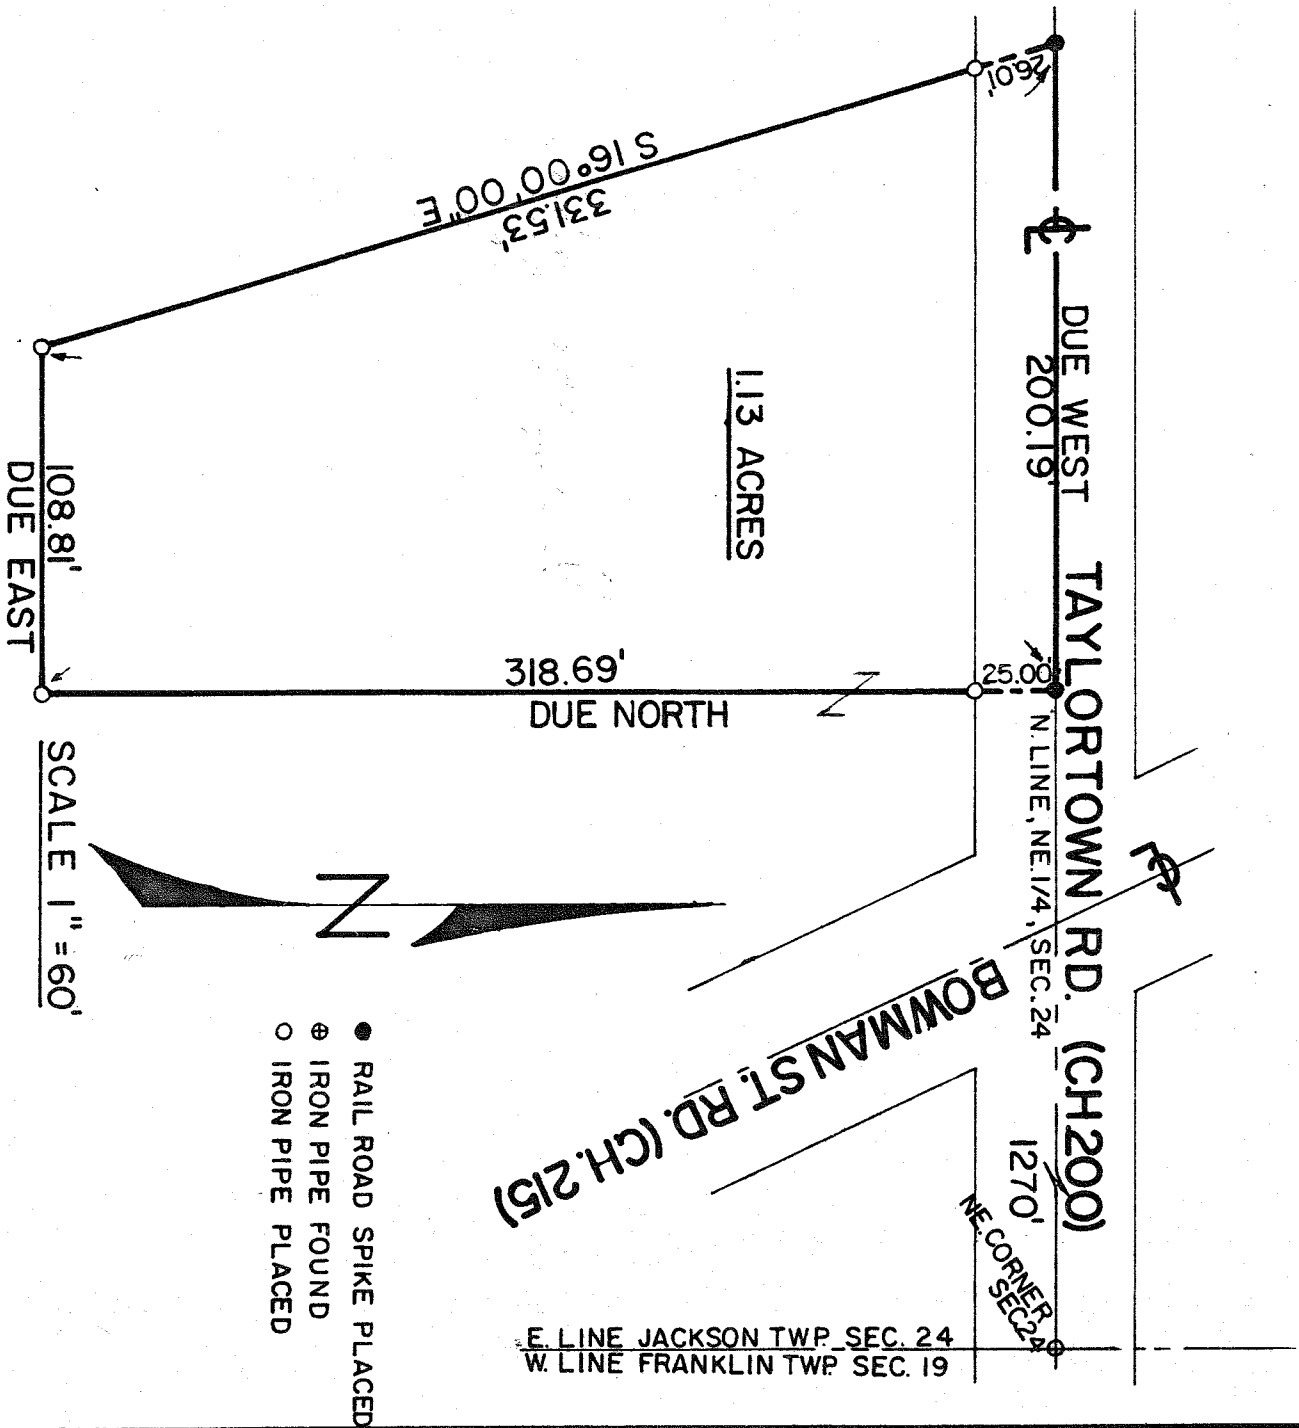 TAYLORTOWN RD. (C.H. 200)
DUE WEST
200.19'
26.01'
25.00'
N. LINE, NE. 1/4, SEC. 24
1270'
NE. CORNER
SEC 24
S 16° 00' 00" E
331.53'
1.13 ACRES
318.69'
DUE NORTH
108.81'
DUE EAST
BOWMAN ST. RD. (CH. 215)
E. LINE JACKSON TWP. SEC. 24
W. LINE FRANKLIN TWP. SEC. 19
N
SCALE 1" = 60'
RAIL ROAD SPIKE PLACED
IRON PIPE FOUND
IRON PIPE PLACED